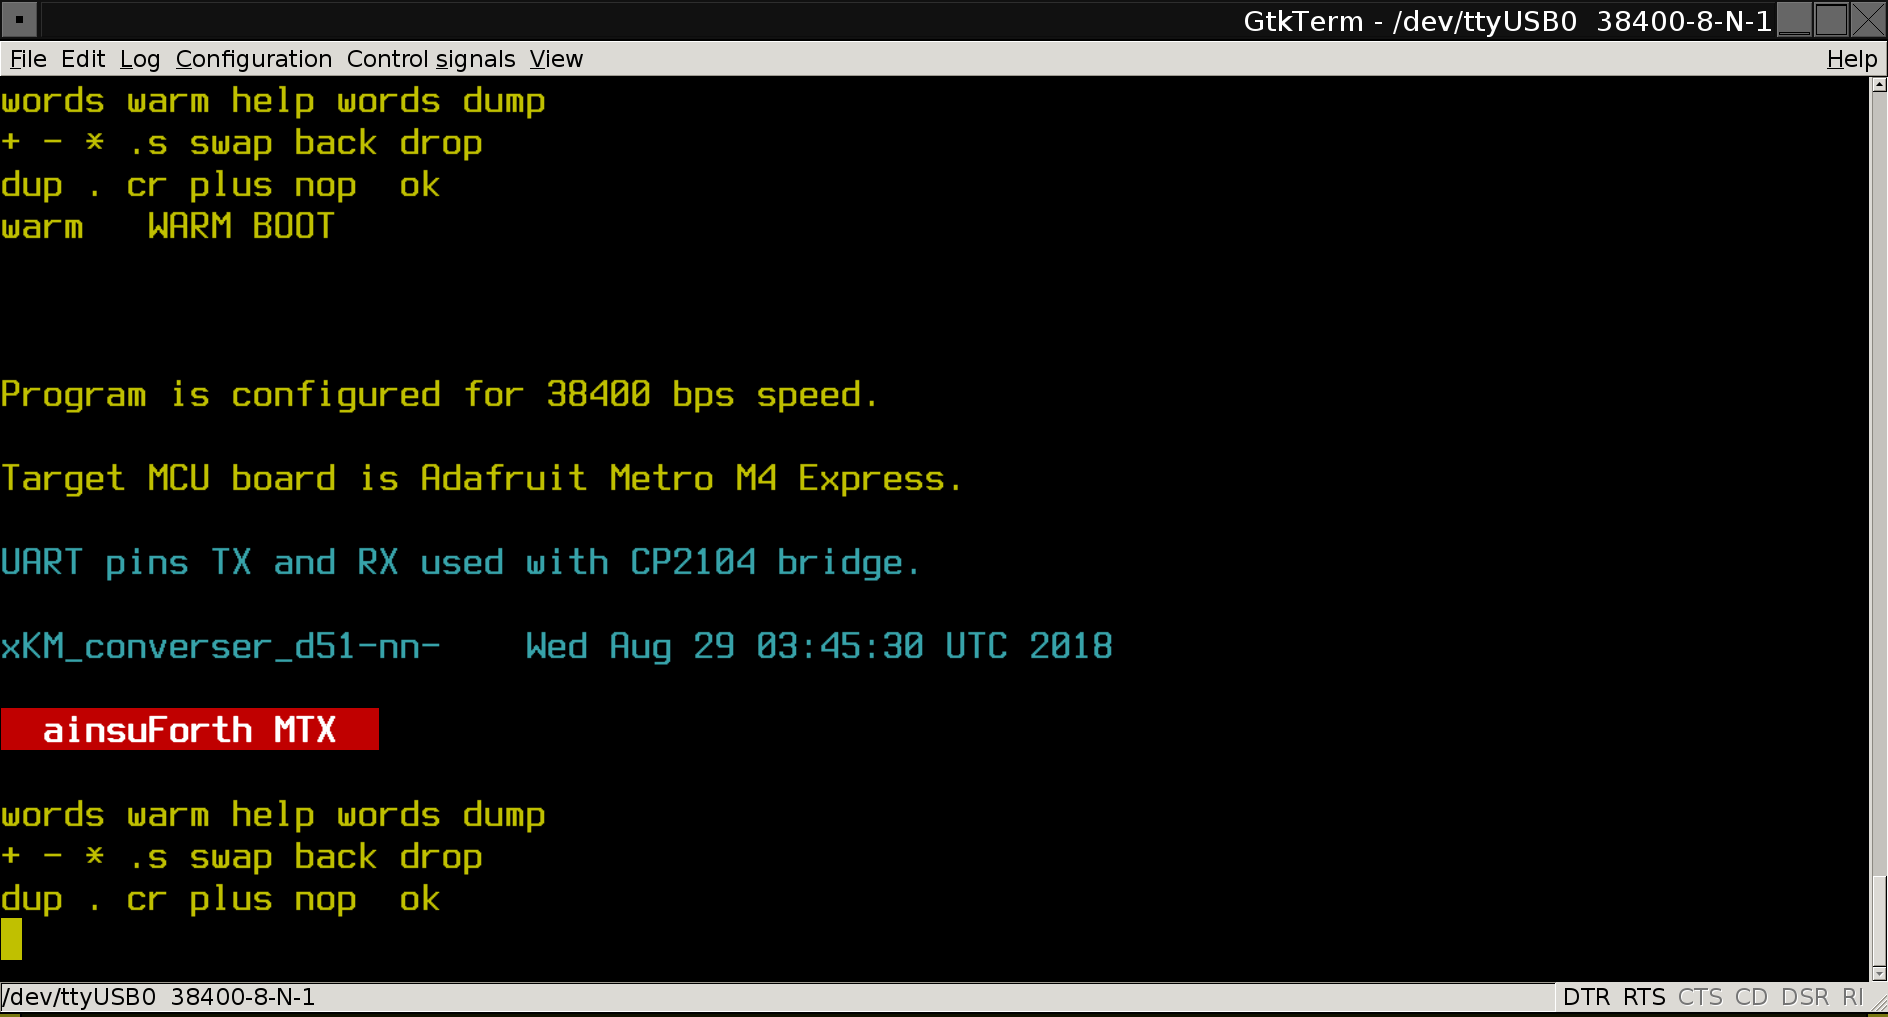 GtkTerm - /dev/ttyUSB0  38400-8-N-1
File Edit Log Configuration Control signals View Help
words warm help words dump
+ - * .s swap back drop
dup . cr plus nop  ok
warm   WARM BOOT
Program is configured for 38400 bps speed.
Target MCU board is Adafruit Metro M4 Express.
UART pins TX and RX used with CP2104 bridge.
xKM_converser_d51-nn-    Wed Aug 29 03:45:30 UTC 2018
ainsuForth MTX
words warm help words dump
+ - * .s swap back drop
dup . cr plus nop  ok
/dev/ttyUSB0  38400-8-N-1 DTR RTS CTS CD DSR RI